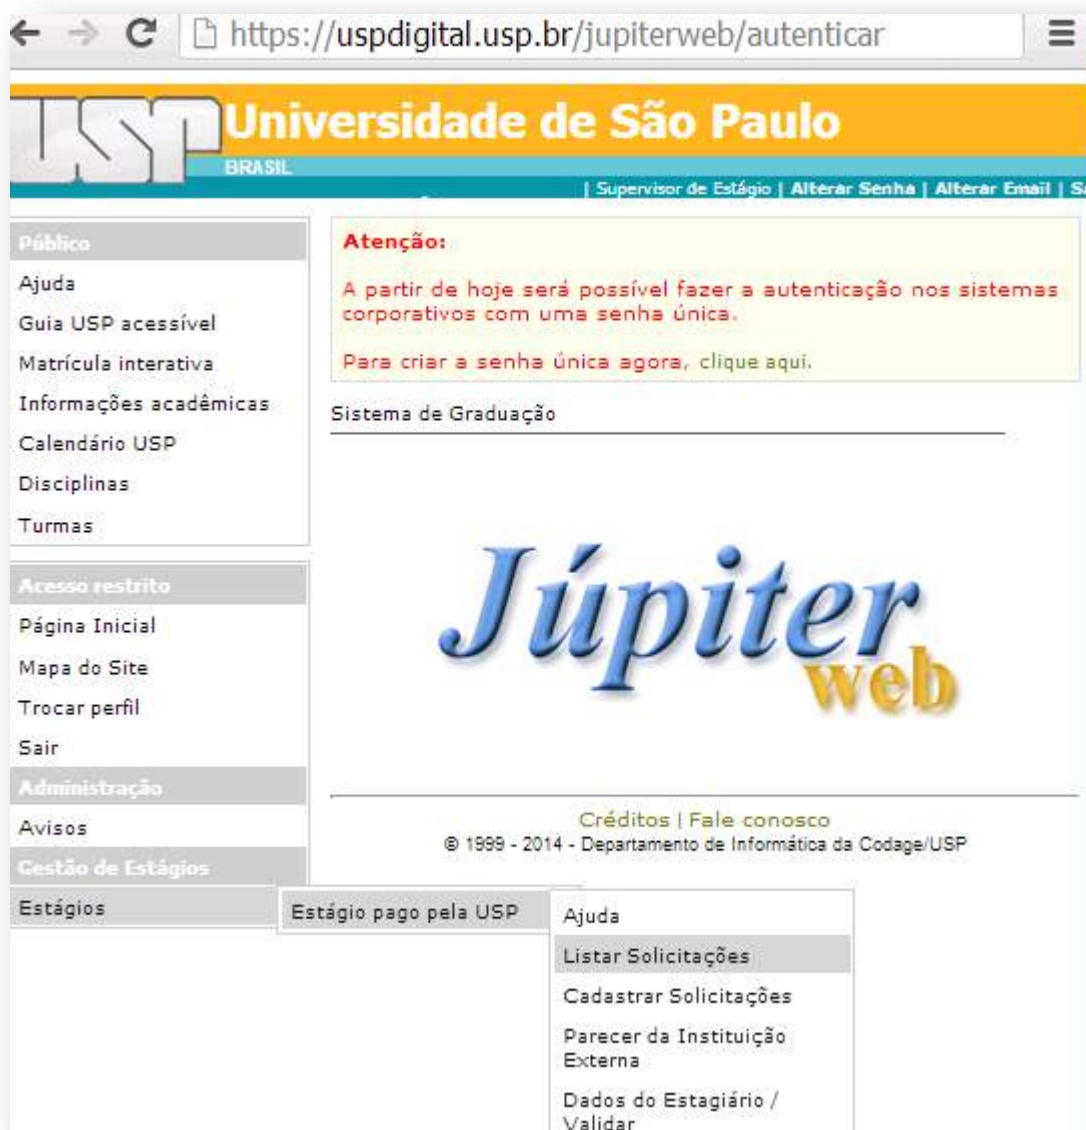 https://uspdigital.usp.br/jupiterweb/autenticar
USP
Universidade de São Paulo
BRASIL
| Supervisor de Estágio | Alterar Senha | Alterar Email |
Público
Ajuda
Guia USP acessível
Matrícula interativa
Informações acadêmicas
Calendário USP
Disciplinas
Turmas
Acesso restrito
Página Inicial
Mapa do Site
Trocar perfil
Sair
Administração
Avisos
Gestão de Estágios
Estágios
Atenção:
A partir de hoje será possível fazer a autenticação nos sistemas
corporativos com uma senha única.
Para criar a senha única agora, clique aqui.
Sistema de Graduação
Júpiter
web
Créditos | Fale conosco
© 1999 - 2014 - Departamento de Informática da Codage/USP
Estágio pago pela USP
Ajuda
Listar Solicitações
Cadastrar Solicitações
Parecer da Instituição
Externa
Dados do Estagiário /
Validar